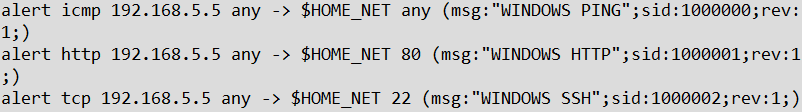 alert icmp 192.168.5.5 any -> $HOME_NET any (msg:"WINDOWS PING";sid:1000000;rev:
1;)
alert http 192.168.5.5 any -> $HOME_NET 80 (msg:"WINDOWS HTTP";sid:1000001;rev:1
;)
alert tcp 192.168.5.5 any -> $HOME_NET 22 (msg:"WINDOWS SSH";sid:1000002;rev:1;)